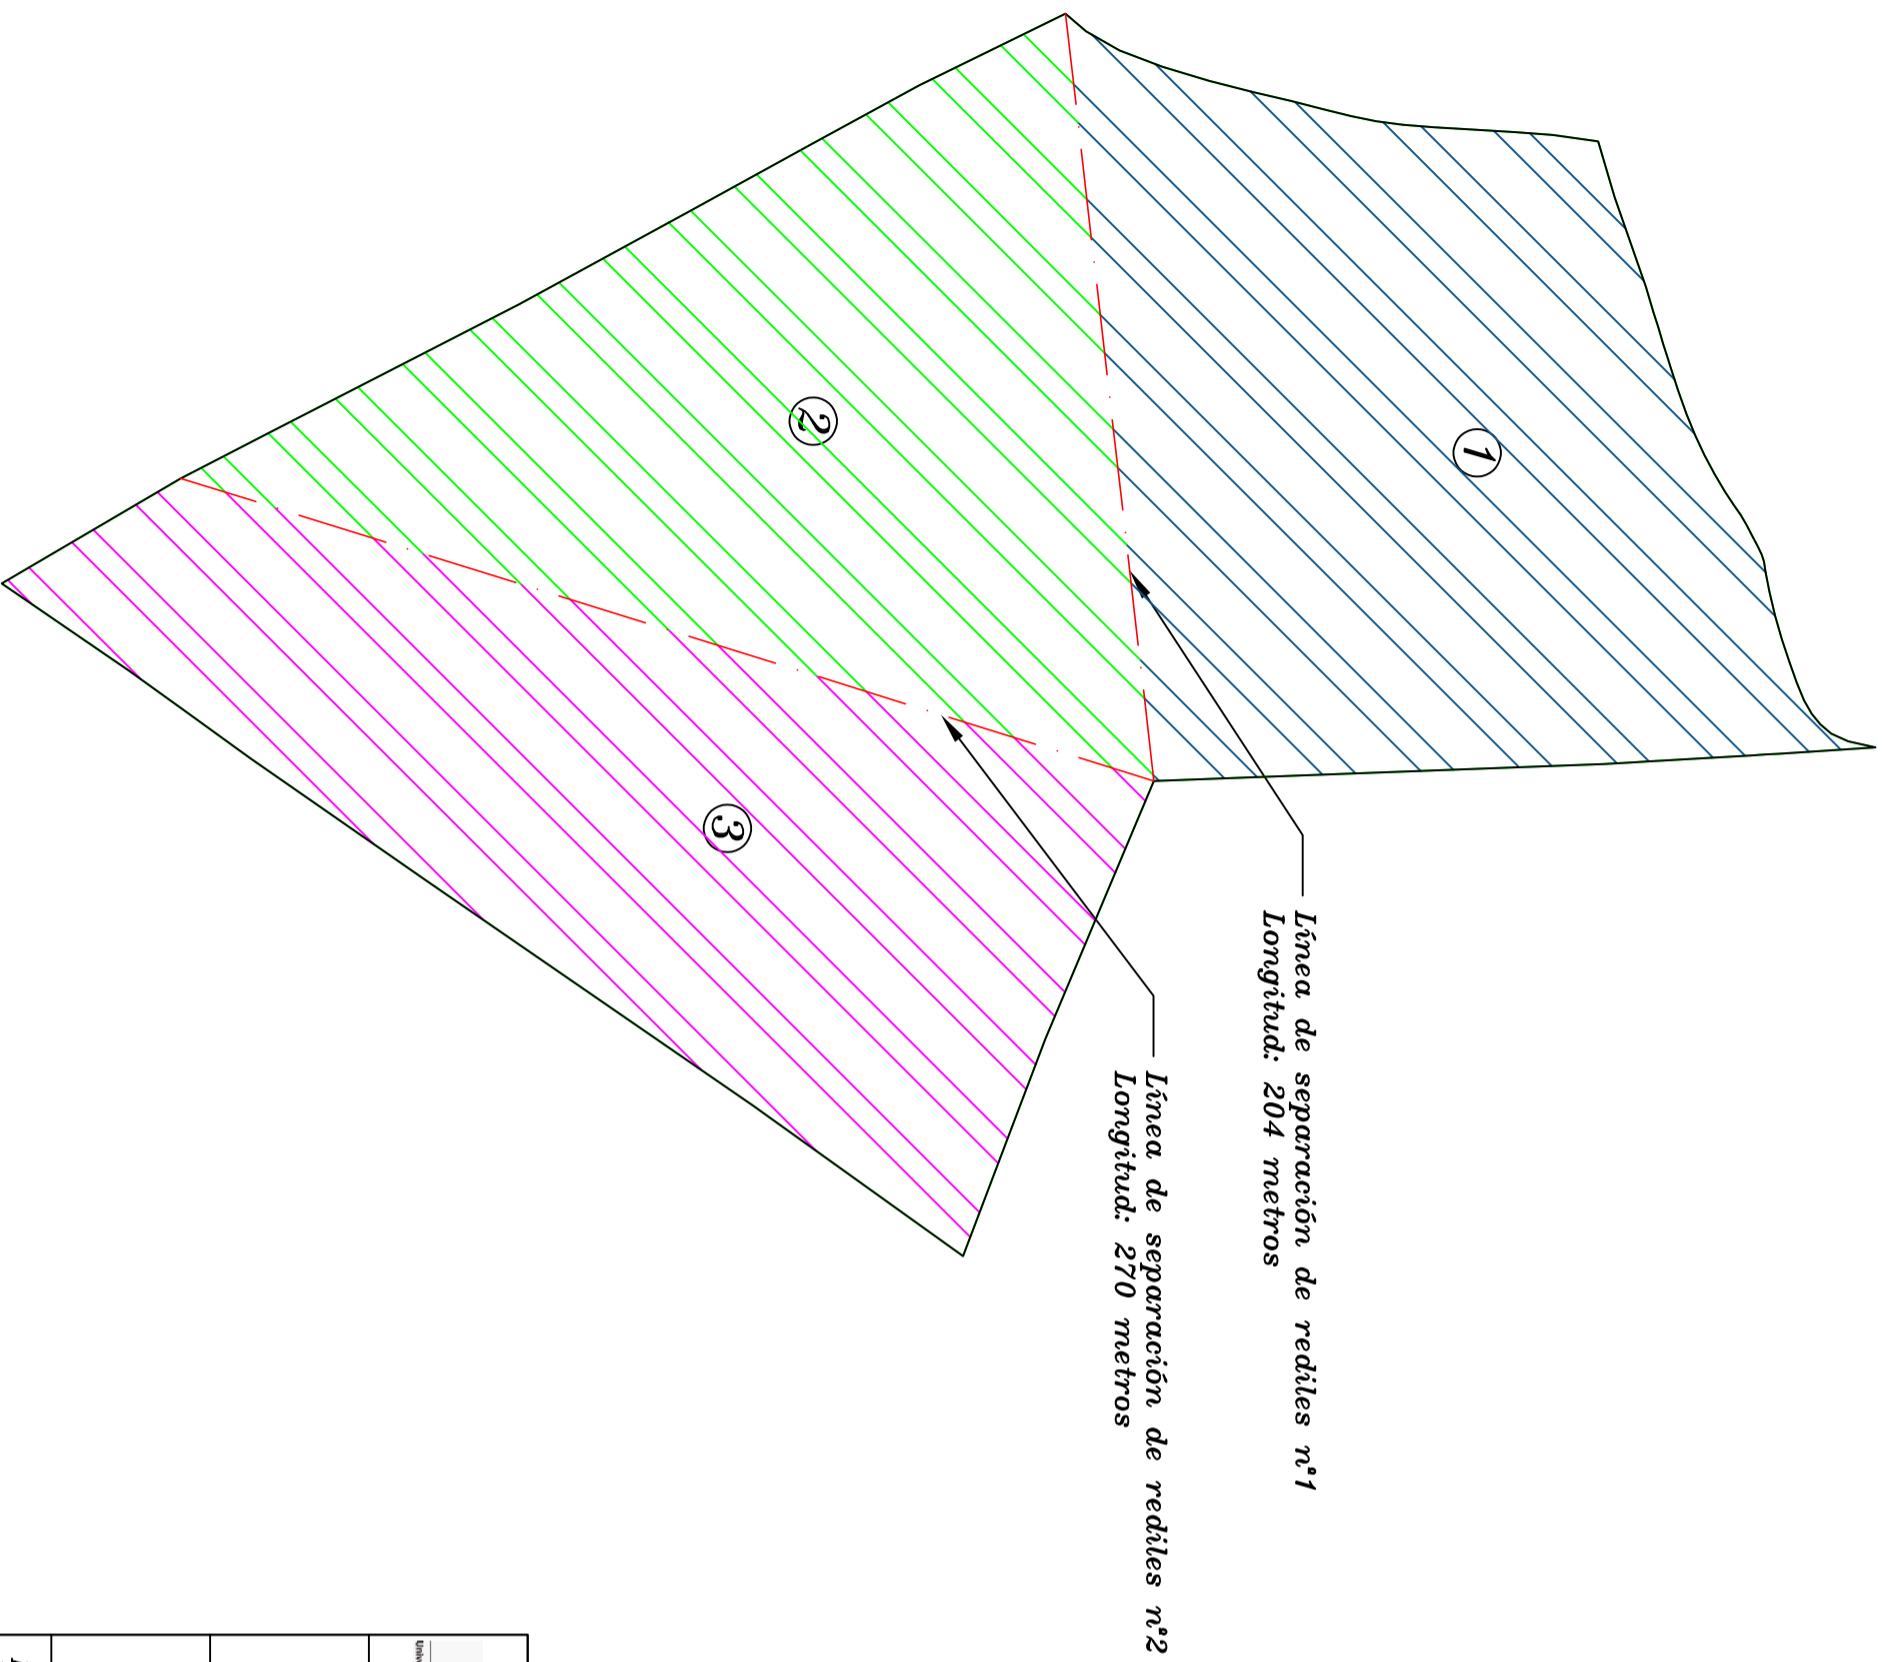 1
2
3
Línea de separación de rediles nº1
Longitud: 204 metros
Línea de separación de rediles nº2
Longitud: 270 metros